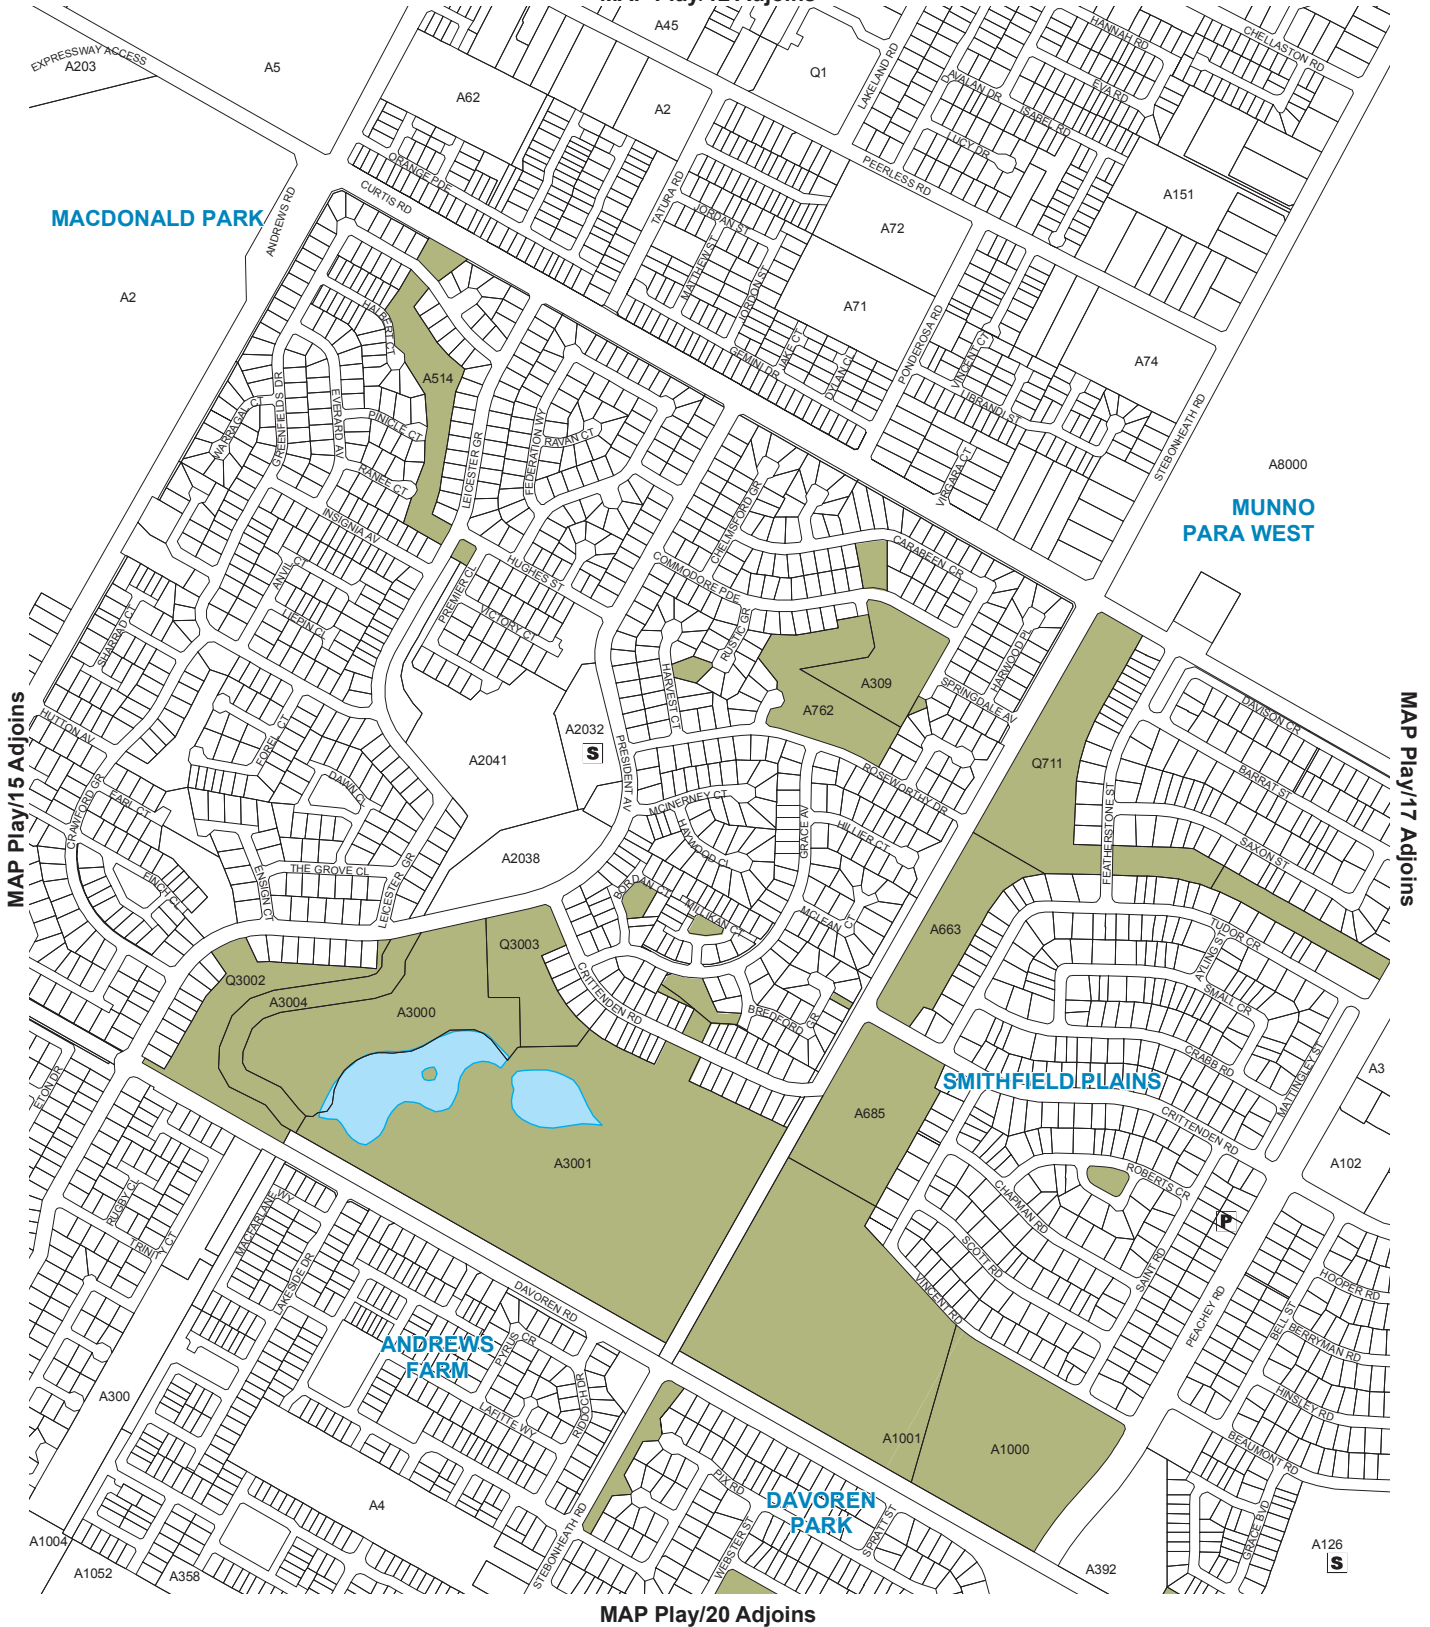 EXPRESSWAY ACCESS
A203
A5
A45
Q1
LAKELAND RD
HANNAH RD
CHELLASTON RD
A62
A2
AVALAN DR
EVA RD
ISABEL RD
LUCY DR
PEERLESS RD
ORANGE PDE
CURTIS RD
TATURA RD
JORDAN ST
A72
A151
MACDONALD PARK
ANDREWS RD
A2
MATTHEW ST
JORDON ST
A71
PONDEROSA RD
HALBERT CT
GEMINI DR
JAKE CT
DYLAN CL
VINCENT CT
LIBRANDI ST
A74
STEBONHEATH RD
A514
WARRAGAL CT
GREENFIELDS DR
EVERARD AV
PINICLE CT
RANEE CT
LEICESTER GR
FEDERATION WY
RAVAN CT
VIRGARA CT
A8000
MUNNO
PARA WEST
INSIGNIA AV
CHELMSFORD GR
CARABEEN CR
COMMODORE PDE
ANVIL CT
LIEPIN CL
PREMIER CL
HUGHES ST
VICTORY CT
SHARRAD CT
RUSTIC GR
HARVEST CT
HARWOOD PL
SPRINGDALE AV
A309
A762
MAP Play/15 Adjoins
MAP Play/17 Adjoins
HUTTON AV
FOREL CT
A2032
S
A2041
PRESIDENT AV
DAVISON CR
Q711
BARRAT ST
ROSEWORTHY DR
DAWN CL
EARL CT
CRAWFORD GR
MCINERNEY CT
HAYWOOD CL
GRACE AV
HILLIER CT
FEATHERSTONE ST
SAXON ST
A2038
THE GROVE CL
FINCH CL
ENSIGN CT
LEICESTER GR
BORDAN CT
MILLIKAN CT
MCLEAN CT
A663
TUDOR CR
AYLING ST
SMALL CR
Q3003
Q3002
A3004
A3000
CRITTENDEN RD
BREDFORD GR
CRABB RD
MATTINGLEY ST
A3
SMITHFIELD PLAINS
ETON DR
A685
CRITTENDEN RD
A3001
A102
ROBERTS CR
CHAPMAN RD
RUGBY CL
TRINITY CT
MACFARLANE WY
P
SCOTT RD
SAINT RD
LAKESIDE DR
VINCENT RD
HOOPER RD
DAVOREN RD
PEACHEY RD
BELL ST
BERRYMAN RD
PYRUS CR
ANDREWS
FARM
RIDDOCH DR
A300
LAFITTE WY
HINSLEY RD
A1001
A1000
BEAUMONT RD
PIX RD
DAVOREN
PARK
A4
STEBONHEATH RD
WEBSTER ST
SPRATT ST
GRACE BVD
A1004
A1052
A358
A392
A126
S
MAP Play/20 Adjoins